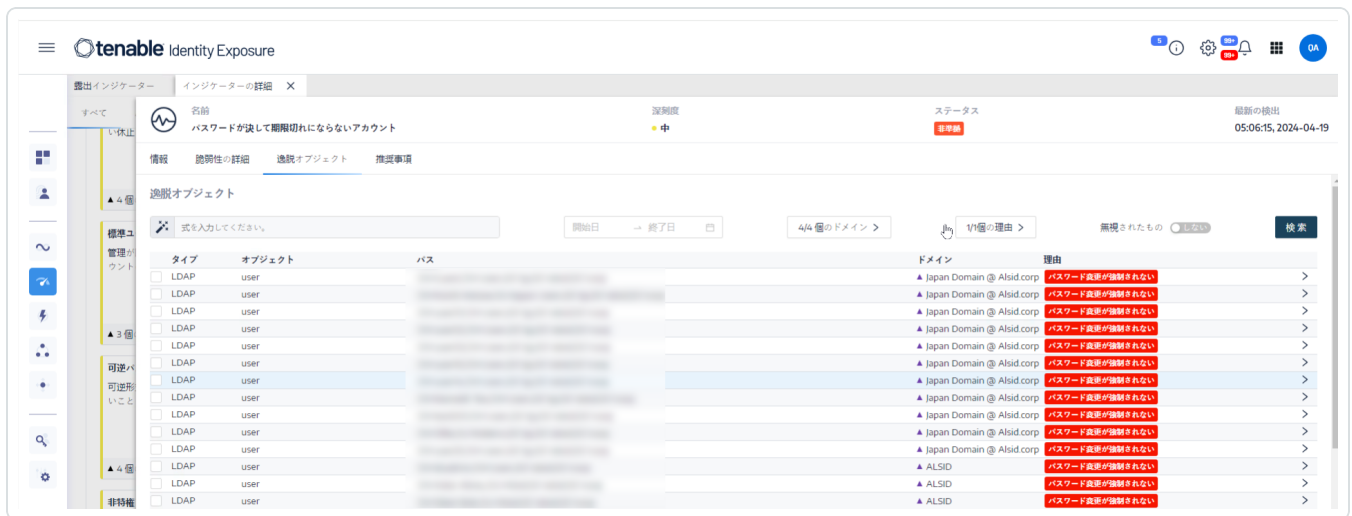 tenable Identity Exposure
5
99+
99+
QA
露出インジケーター
インジケーターの詳細
すべて
名前
深刻度
ステータス
最新の検出
パスワードが決して期限切れにならないアカウント
中
非準拠
05:06:15, 2024-04-19
い休止
情報
脆弱性の詳細
逸脱オブジェクト
推奨事項
逸脱オブジェクト
▲ 4 個
式を入力してください。
開始日 → 終了日
4/4 個のドメイン >
1/1個の理由 >
無視されたもの
しない
検索
標準ユ
管理が
ウント
タイプ オブジェクト パス ドメイン 理由
LDAP user ▲ Japan Domain @ Alsid.corp パスワード変更が強制されない >
LDAP user ▲ Japan Domain @ Alsid.corp パスワード変更が強制されない >
LDAP user ▲ Japan Domain @ Alsid.corp パスワード変更が強制されない >
LDAP user ▲ Japan Domain @ Alsid.corp パスワード変更が強制されない >
▲ 3 個
LDAP user ▲ Japan Domain @ Alsid.corp パスワード変更が強制されない >
LDAP user ▲ Japan Domain @ Alsid.corp パスワード変更が強制されない >
可逆パ
LDAP user ▲ Japan Domain @ Alsid.corp パスワード変更が強制されない >
可逆形
LDAP user ▲ Japan Domain @ Alsid.corp パスワード変更が強制されない >
いこと
LDAP user ▲ Japan Domain @ Alsid.corp パスワード変更が強制されない >
LDAP user ▲ Japan Domain @ Alsid.corp パスワード変更が強制されない >
LDAP user ▲ Japan Domain @ Alsid.corp パスワード変更が強制されない >
LDAP user ▲ ALSID パスワード変更が強制されない >
▲ 4 個
LDAP user ▲ ALSID パスワード変更が強制されない >
LDAP user ▲ ALSID パスワード変更が強制されない >
非特権